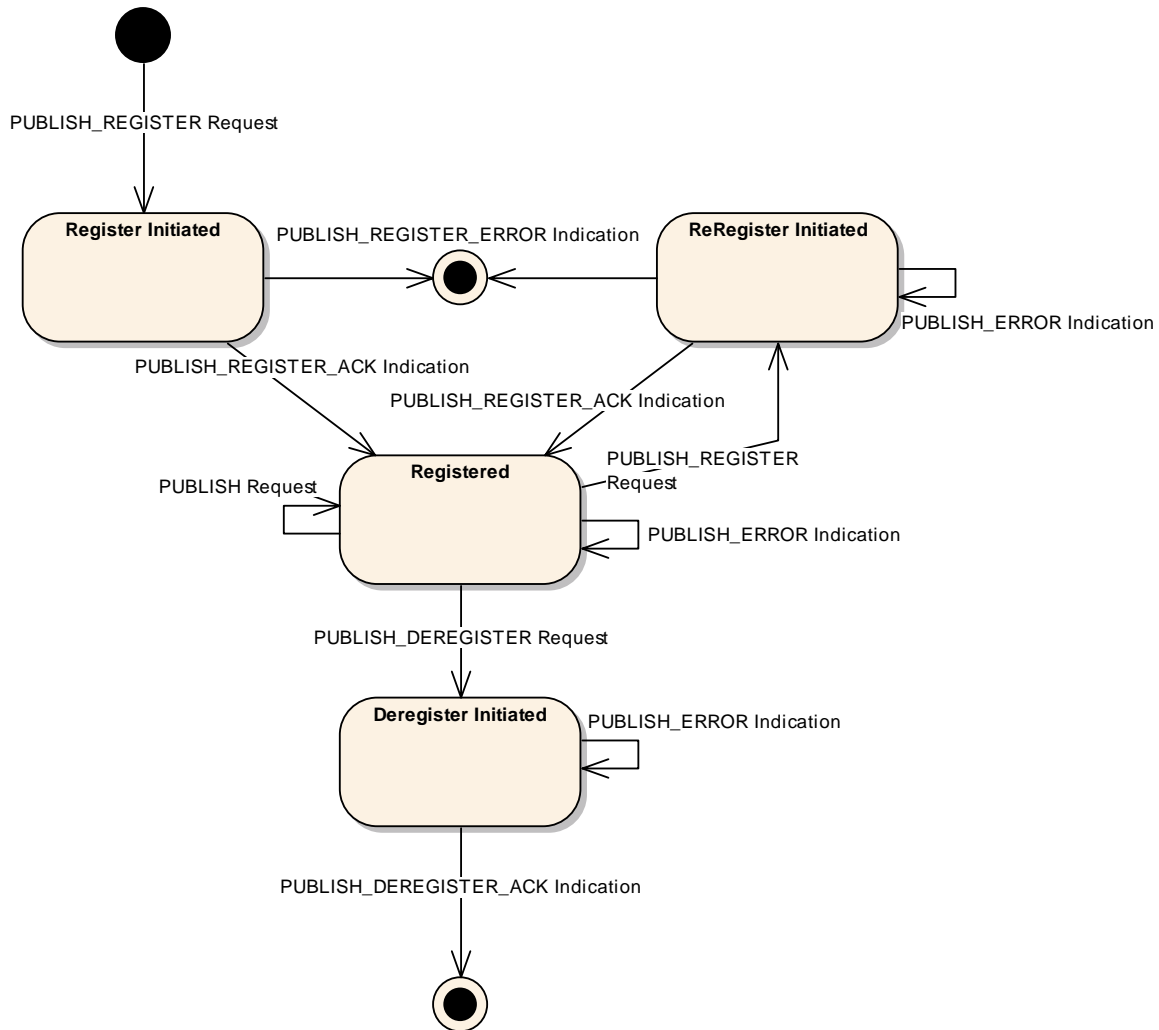 PUBLISH_REGISTER Request
Register Initiated
PUBLISH_REGISTER_ERROR Indication
ReRegister Initiated
PUBLISH_ERROR Indication
PUBLISH_REGISTER_ACK Indication
PUBLISH_REGISTER_ACK Indication
Registered
PUBLISH_REGISTER
Request
PUBLISH Request
PUBLISH_ERROR Indication
PUBLISH_DEREGISTER Request
Deregister Initiated
PUBLISH_ERROR Indication
PUBLISH_DEREGISTER_ACK Indication